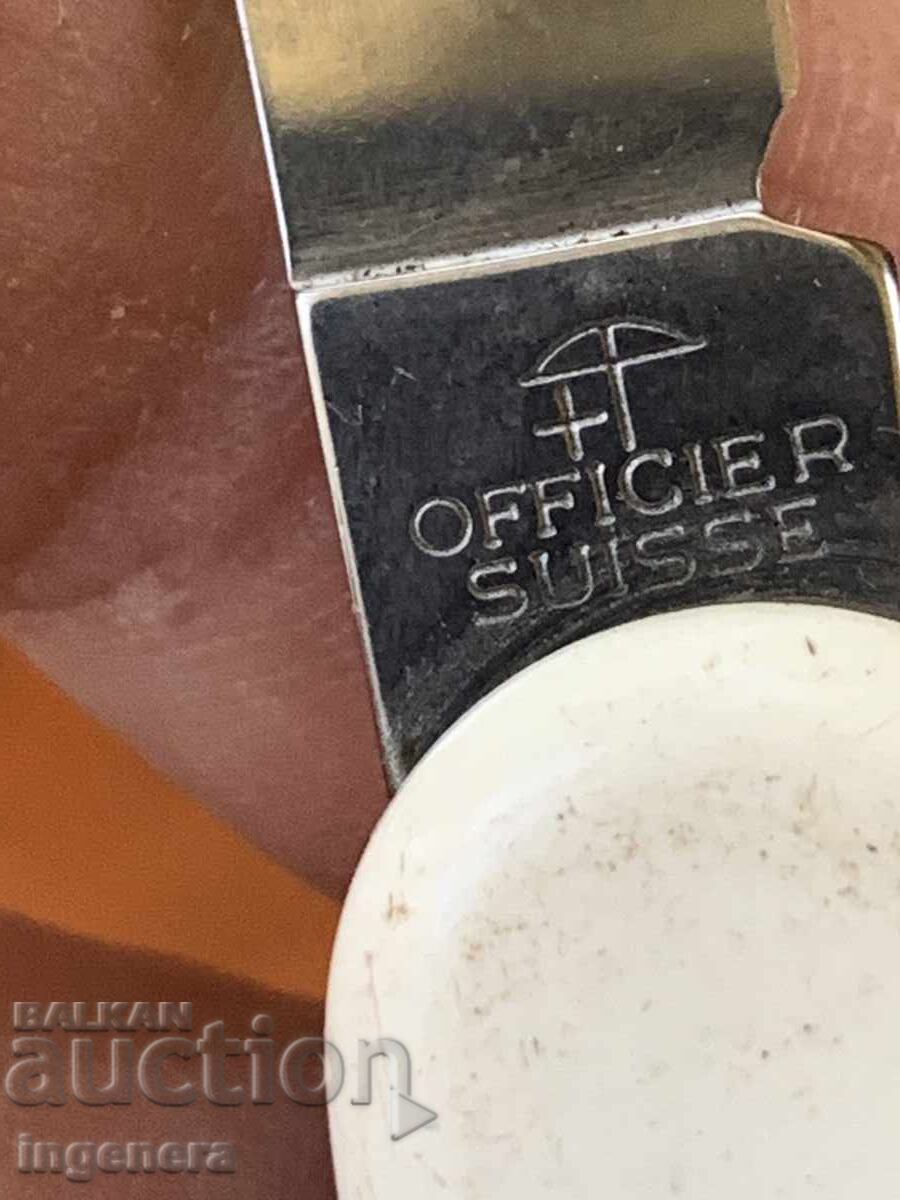 OFFICIER
SUISSE
BALKAN
auction
ingenera